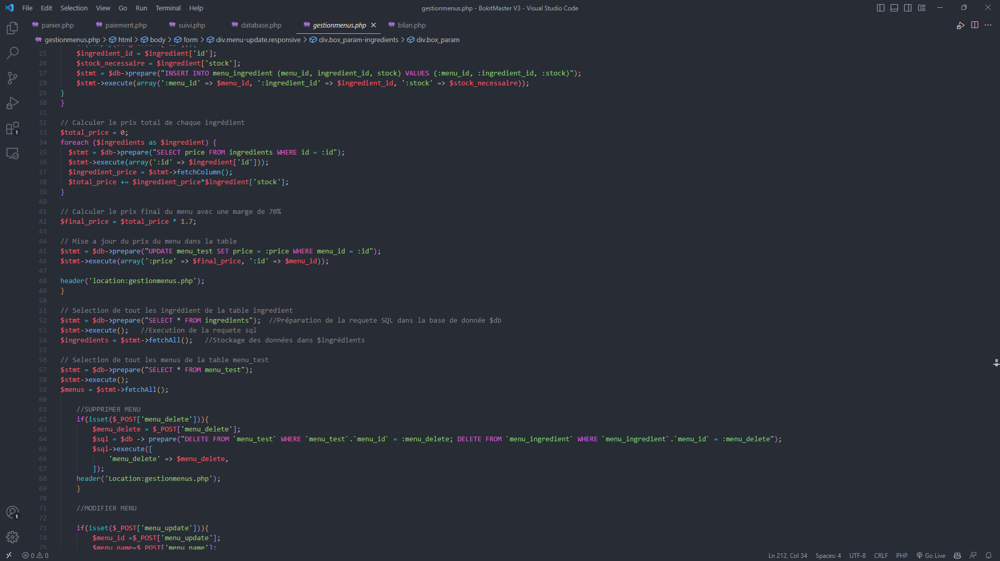 File Edit Selection View Go Run Terminal Help
gestionmenus.php - BokitMaster V3 - Visual Studio Code
panier.php paiement.php suivi.php database.php gestionmenus.php bilan.php
gestionmenus.php > html > body > form > div.menu-update.responsive > div.box_param-ingredients > div.box_param
25 $ingredient_id = $ingredient['id'];
26 $stock_necessaire = $ingredient['stock'];
27 $stmt = $db->prepare("INSERT INTO menu_ingredient (menu_id, ingredient_id, stock) VALUES (:menu_id, :ingredient_id, :stock)");
28 $stmt->execute(array(':menu_id' => $menu_id, ':ingredient_id' => $ingredient_id, ':stock' => $stock_necessaire));
29 }
30 }
31
32 // Calculer le prix total de chaque ingrédient
33 $total_price = 0;
34 foreach ($ingredients as $ingredient) {
35 $stmt = $db->prepare("SELECT price FROM ingredients WHERE id = :id");
36 $stmt->execute(array(':id' => $ingredient['id']));
37 $ingredient_price = $stmt->fetchColumn();
38 $total_price += $ingredient_price*$ingredient['stock'];
39 }
40
41 // Calculer le prix final du menu avec une marge de 70%
42 $final_price = $total_price * 1.7;
43
44 // Mise a jour du prix du menu dans la table
45 $stmt = $db->prepare("UPDATE menu_test SET price = :price WHERE menu_id = :id");
46 $stmt->execute(array(':price' => $final_price, ':id' => $menu_id));
47
48 header('location:gestionmenus.php');
49 }
50
51 // Selection de tout les ingrédient de la table ingredient
52 $stmt = $db->prepare("SELECT * FROM ingredients"); //Préparation de la requete SQL dans la base de donnée $db
53 $stmt->execute(); //Execution de la requete sql
54 $ingredients = $stmt->fetchAll(); //Stockage des données dans $ingrédients
55
56 // Selection de tout les menus de la table menu_test
57 $stmt = $db->prepare("SELECT * FROM menu_test");
58 $stmt->execute();
59 $menus = $stmt->fetchAll();
60
61 //SUPPRIMER MENU
62 if(isset($_POST['menu_delete'])){
63 $menu_delete = $_POST['menu_delete'];
64 $sql = $db -> prepare("DELETE FROM `menu_test` WHERE `menu_test`.`menu_id` = :menu_delete; DELETE FROM `menu_ingredient` WHERE `menu_ingredient`.`menu_id` = :menu_delete");
65 $sql->execute([
66 'menu_delete' => $menu_delete,
67 ]);
68 header('Location:gestionmenus.php');
69 }
70
71 //MODIFIER MENU
72
73 if(isset($_POST['menu_update'])){
74 $menu_id =$_POST['menu_update'];
75 $menu_name=$_POST['menu_name'];
1
1
0 0
Ln 212, Col 34 Spaces: 4 UTF-8 CRLF PHP Go Live